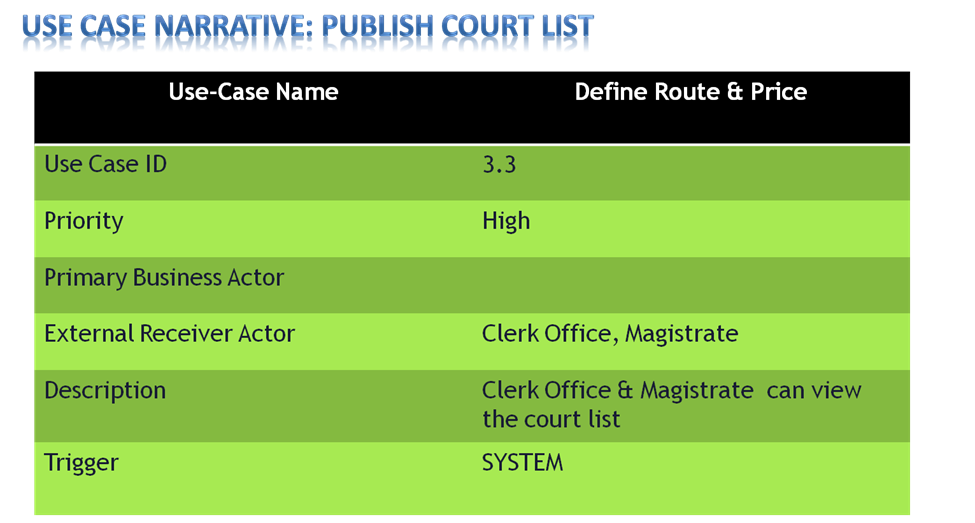 USE CASE NARRATIVE: PUBLISH COURT LIST
Use-Case Name
Define Route & Price
Use Case ID
3.3
Priority
High
Primary Business Actor
External Receiver Actor
Clerk Office, Magistrate
Description
Clerk Office & Magistrate can view
the court list
Trigger
SYSTEM